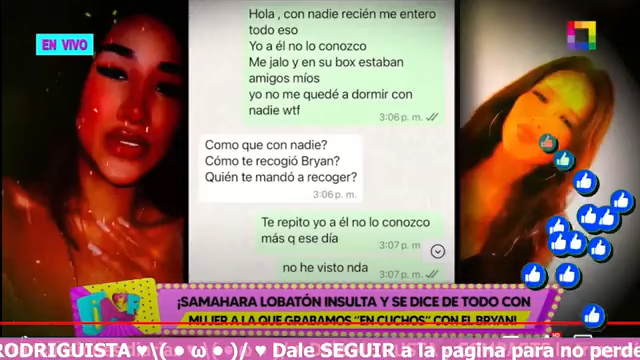 EN VIVO
Hola , con nadie recién me entero
todo eso
Yo a él no lo conozco
Me jalo y en su box estaban
amigos míos
yo no me quedé a dormir con
nadie wtf
3:06 p. m.
Como que con nadie?
Cómo te recogió Bryan?
Quién te mandó a recoger?
3:06 p. m.
Te repito yo a él no lo conozco
más q ese día
3:07 p. m.
no he visto nda
3:07 p. m.
¡SAMAHARA LOBATÓN INSULTA Y SE DICE DE TODO CON
MUJER A LA QUE GRABAMOS "EN CUCHOS" CON EL BRYAN!
RODRIGUISTA ♥\(●ω●)/ ♥ Dale SEGUIR a la página para no perde